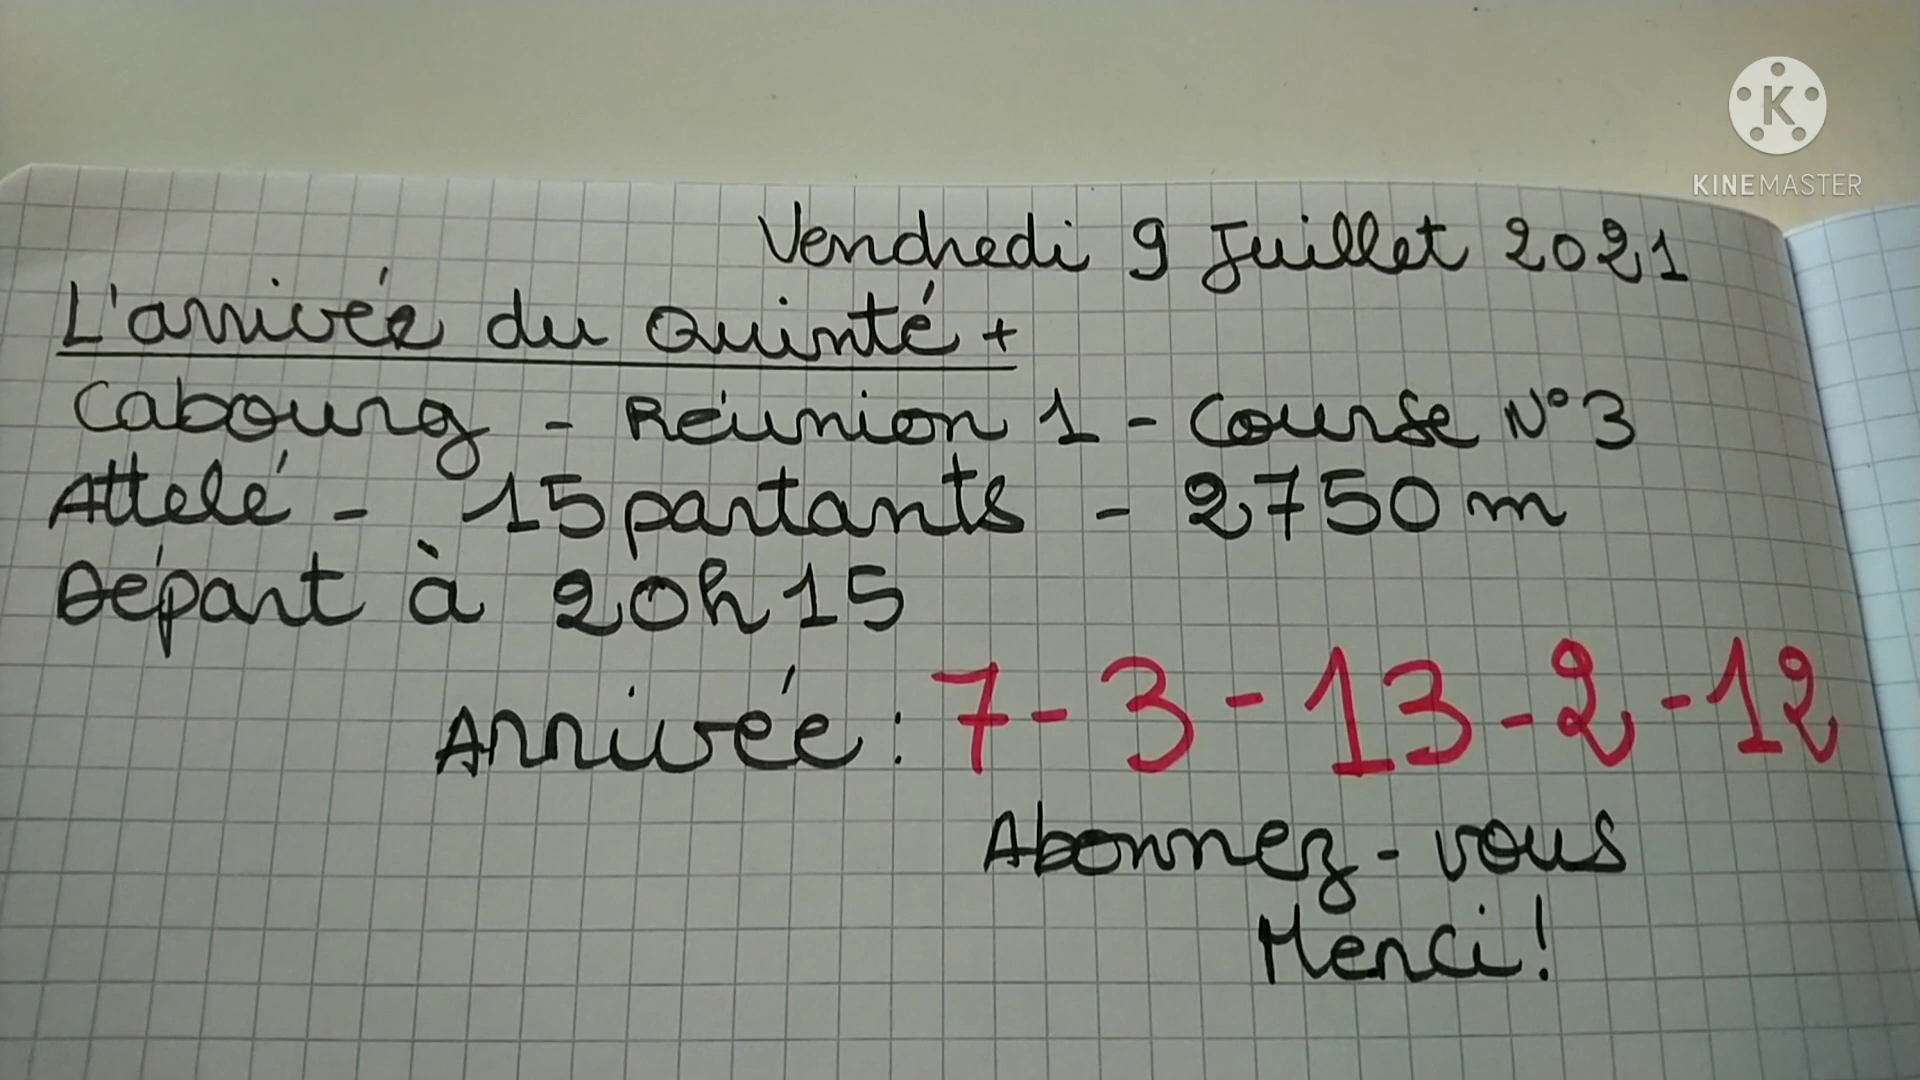 KINEMASTER
Vendredi 9 Juillet 2021
L'arrivée du Quinté +
Cabourg - Réunion 1 - Course N°3
Attelé - 15 partants - 2750 m
Départ à 20h15
Arrivée : 7 - 3 - 13 - 2 - 12
Abonnez-vous
Merci !